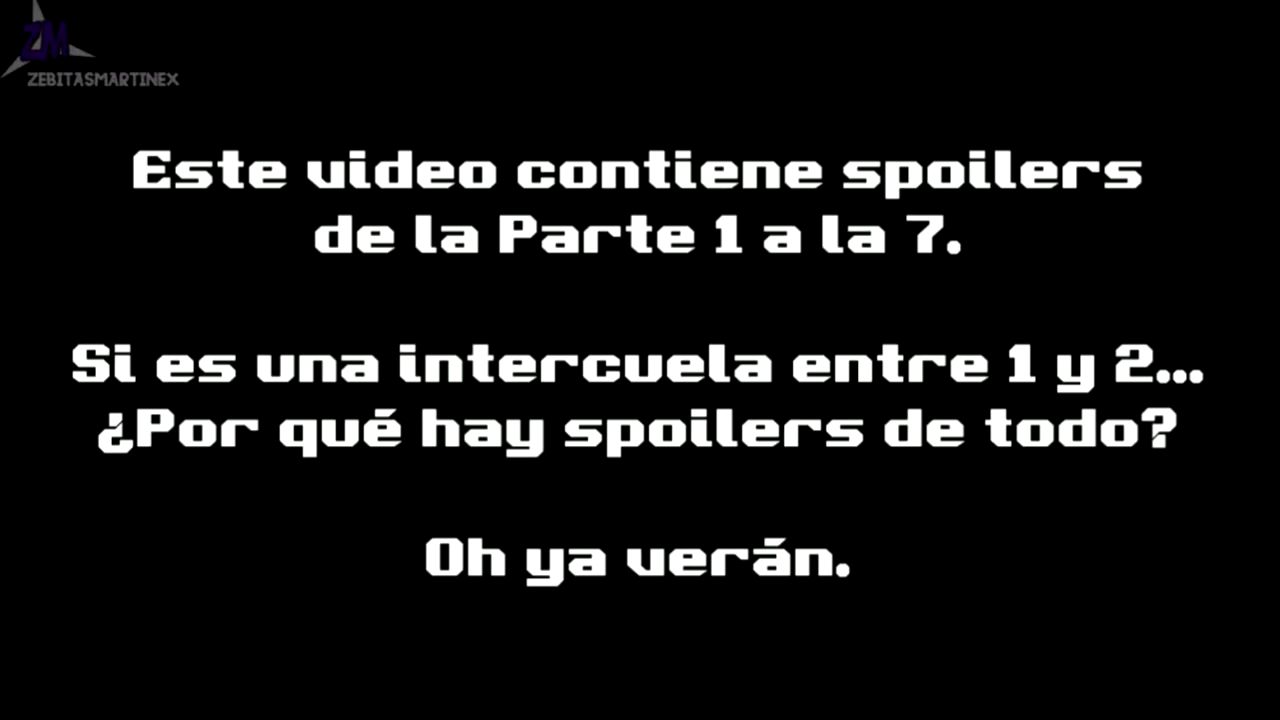 ZM
ZEBITASMARTINEX
Este video contiene spoilers
de la Parte 1 a la 7.
Si es una intercuela entre 1 y 2...
¿Por qué hay spoilers de todo?
Oh ya verán.